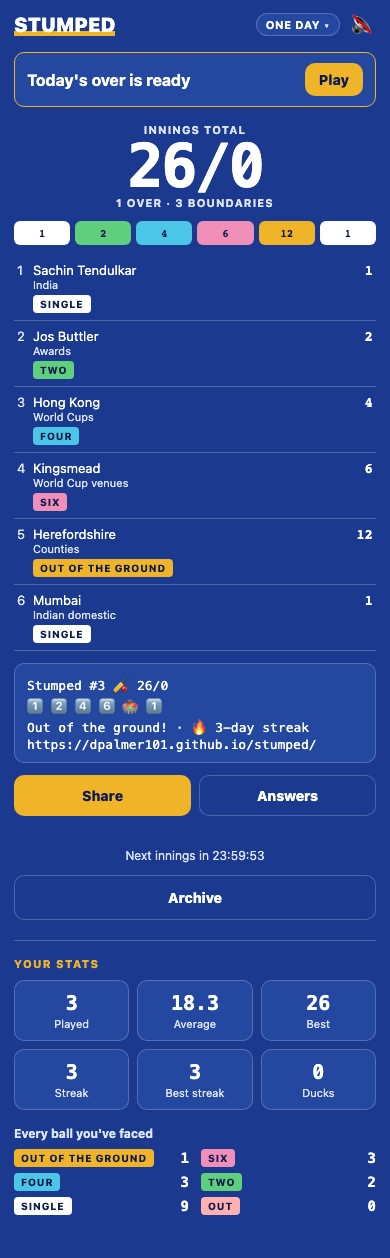 STUMPED
ONE DAY ▾
Today's over is ready
Play
INNINGS TOTAL
26/0
1 OVER · 3 BOUNDARIES
1 2 4 6 12 1
1 Sachin Tendulkar 1
India
SINGLE
2 Jos Buttler 2
Awards
TWO
3 Hong Kong 4
World Cups
FOUR
4 Kingsmead 6
World Cup venues
SIX
5 Herefordshire 12
Counties
OUT OF THE GROUND
6 Mumbai 1
Indian domestic
SINGLE
Stumped #3 🏏 26/0
1️⃣ 2️⃣ 4️⃣ 6️⃣ 🏟️ 1️⃣
Out of the ground! · 🔥 3-day streak
https://dpalmer101.github.io/stumped/
Share
Answers
Next innings in 23:59:53
Archive
YOUR STATS
3 18.3 26
Played Average Best
3 3 0
Streak Best streak Ducks
Every ball you've faced
OUT OF THE GROUND 1 SIX 3
FOUR 3 TWO 2
SINGLE 9 OUT 0